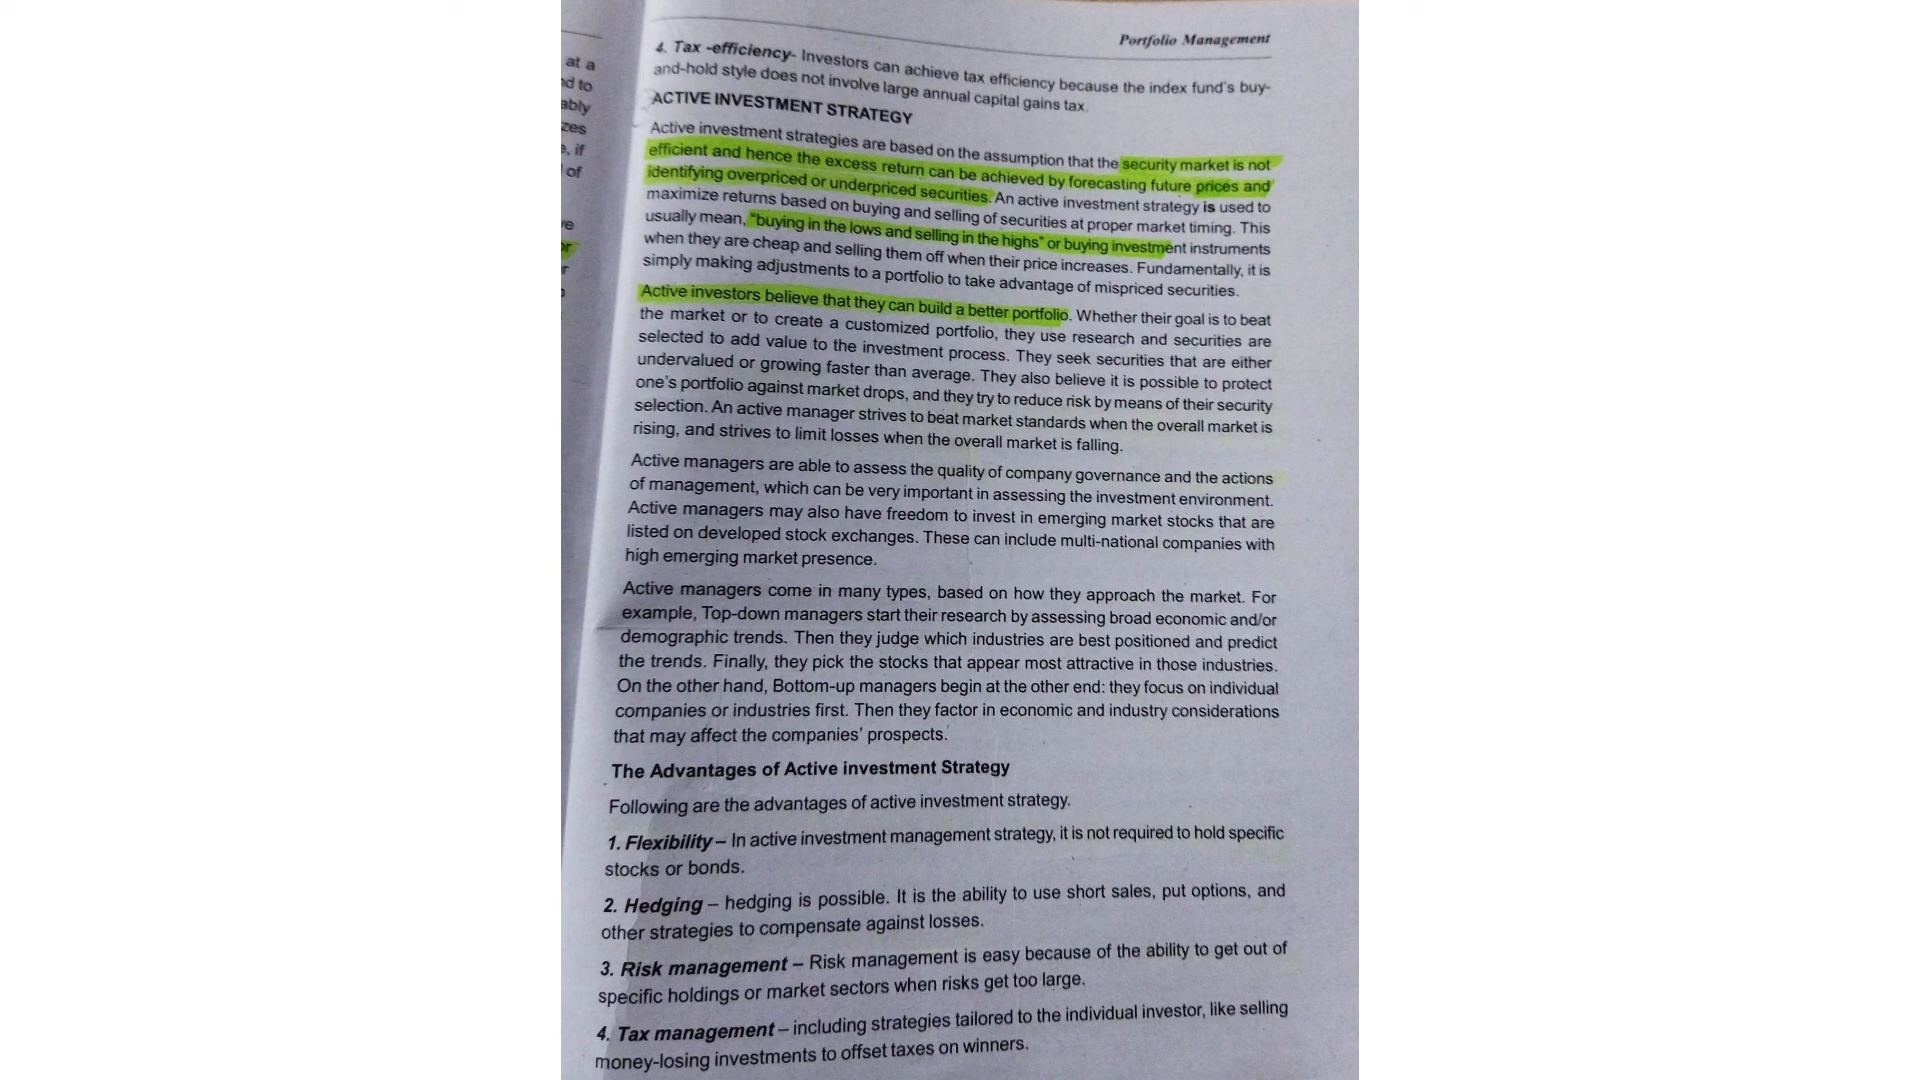 at a
nd to
ably
zes
e, if
of
ve
or
r
Portfolio Management
4. Tax -efficiency- Investors can achieve tax efficiency because the index fund's buy-
and-hold style does not involve large annual capital gains tax.
ACTIVE INVESTMENT STRATEGY
Active investment strategies are based on the assumption that the security market is not
efficient and hence the excess return can be achieved by forecasting future prices and
identifying overpriced or underpriced securities. An active investment strategy is used to
maximize returns based on buying and selling of securities at proper market timing. This
usually mean, "buying in the lows and selling in the highs" or buying investment instruments
when they are cheap and selling them off when their price increases. Fundamentally, it is
simply making adjustments to a portfolio to take advantage of mispriced securities.
Active investors believe that they can build a better portfolio. Whether their goal is to beat
the market or to create a customized portfolio, they use research and securities are
selected to add value to the investment process. They seek securities that are either
undervalued or growing faster than average. They also believe it is possible to protect
one's portfolio against market drops, and they try to reduce risk by means of their security
selection. An active manager strives to beat market standards when the overall market is
rising, and strives to limit losses when the overall market is falling.
Active managers are able to assess the quality of company governance and the actions
of management, which can be very important in assessing the investment environment.
Active managers may also have freedom to invest in emerging market stocks that are
listed on developed stock exchanges. These can include multi-national companies with
high emerging market presence.
Active managers come in many types, based on how they approach the market. For
example, Top-down managers start their research by assessing broad economic and/or
demographic trends. Then they judge which industries are best positioned and predict
the trends. Finally, they pick the stocks that appear most attractive in those industries.
On the other hand, Bottom-up managers begin at the other end: they focus on individual
companies or industries first. Then they factor in economic and industry considerations
that may affect the companies' prospects.
The Advantages of Active investment Strategy
Following are the advantages of active investment strategy.
1. Flexibility – In active investment management strategy, it is not required to hold specific
stocks or bonds.
2. Hedging – hedging is possible. It is the ability to use short sales, put options, and
other strategies to compensate against losses.
3. Risk management – Risk management is easy because of the ability to get out of
specific holdings or market sectors when risks get too large.
4. Tax management – including strategies tailored to the individual investor, like selling
money-losing investments to offset taxes on winners.